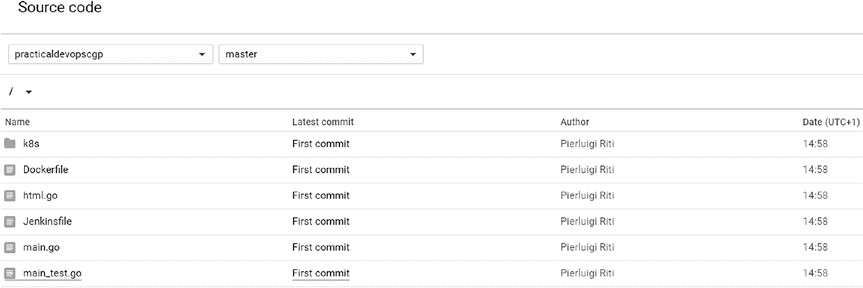 Source code
practicaldevopscgp master
/
Name Latest commit Author Date (UTC+1)
k8s First commit Pierluigi Riti 14:58
Dockerfile First commit Pierluigi Riti 14:58
html.go First commit Pierluigi Riti 14:58
Jenkinsfile First commit Pierluigi Riti 14:58
main.go First commit Pierluigi Riti 14:58
main_test.go First commit Pierluigi Riti 14:58